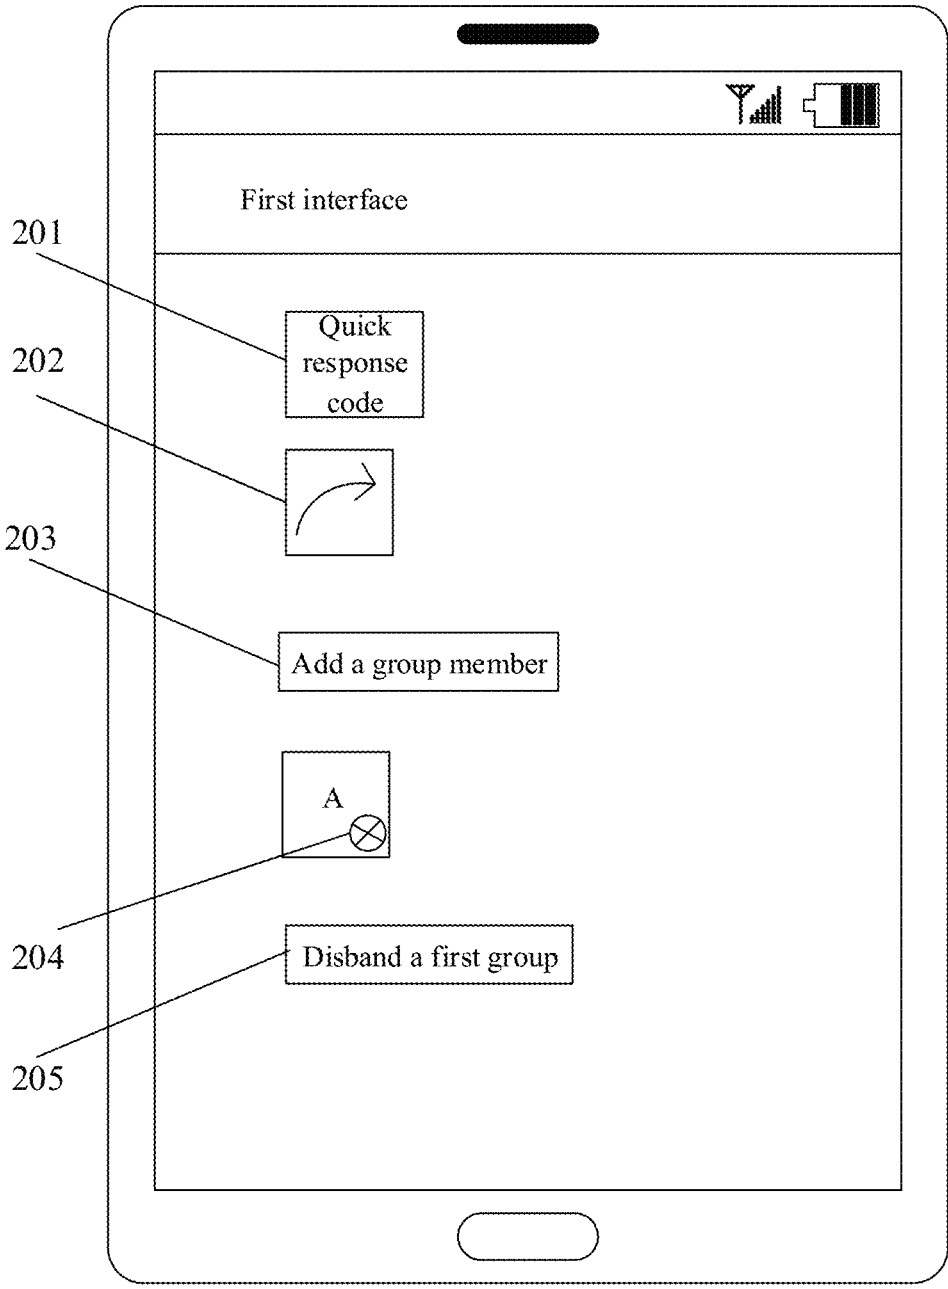 First interface
201
Quick
response
code
202
203
Add a group member
A
204
Disband a first group
205